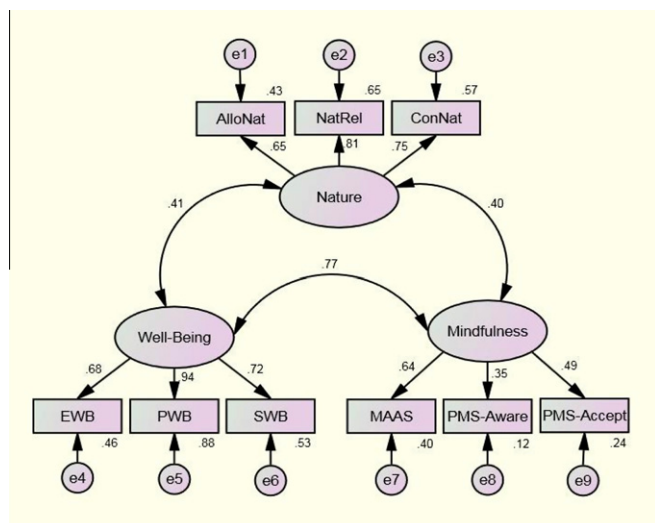 e1 e2 e3
.43 .65 .57
AlloNat NatRel ConNat
.65 .81 .75
Nature
.41 .40
.77
Well-Being Mindfulness
.68 .94 .72 .64 .35 .49
EWB PWB SWB MAAS PMS-Aware PMS-Accept
.46 .88 .53 .40 .12 .24
e4 e5 e6 e7 e8 e9